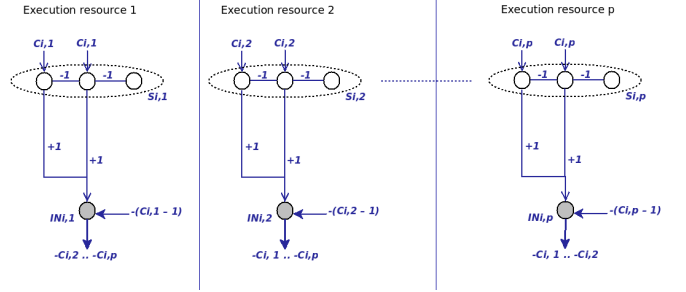 Execution resource 1
Ci,1 Ci,1
-1 -1
Si,1
+1
+1
INi,1
-(Ci,1 – 1)
-Ci,2 .. -Ci,p
Execution resource 2
Ci,2 Ci,2
-1 -1
Si,2
+1
+1
INi,2
-(Ci,2 – 1)
-Ci, 1 .. -Ci,p
Execution resource p
Ci,p Ci,p
-1 -1
Si,p
+1
+1
INi,p
-(Ci,p – 1)
-Ci, 1 .. -Ci,2